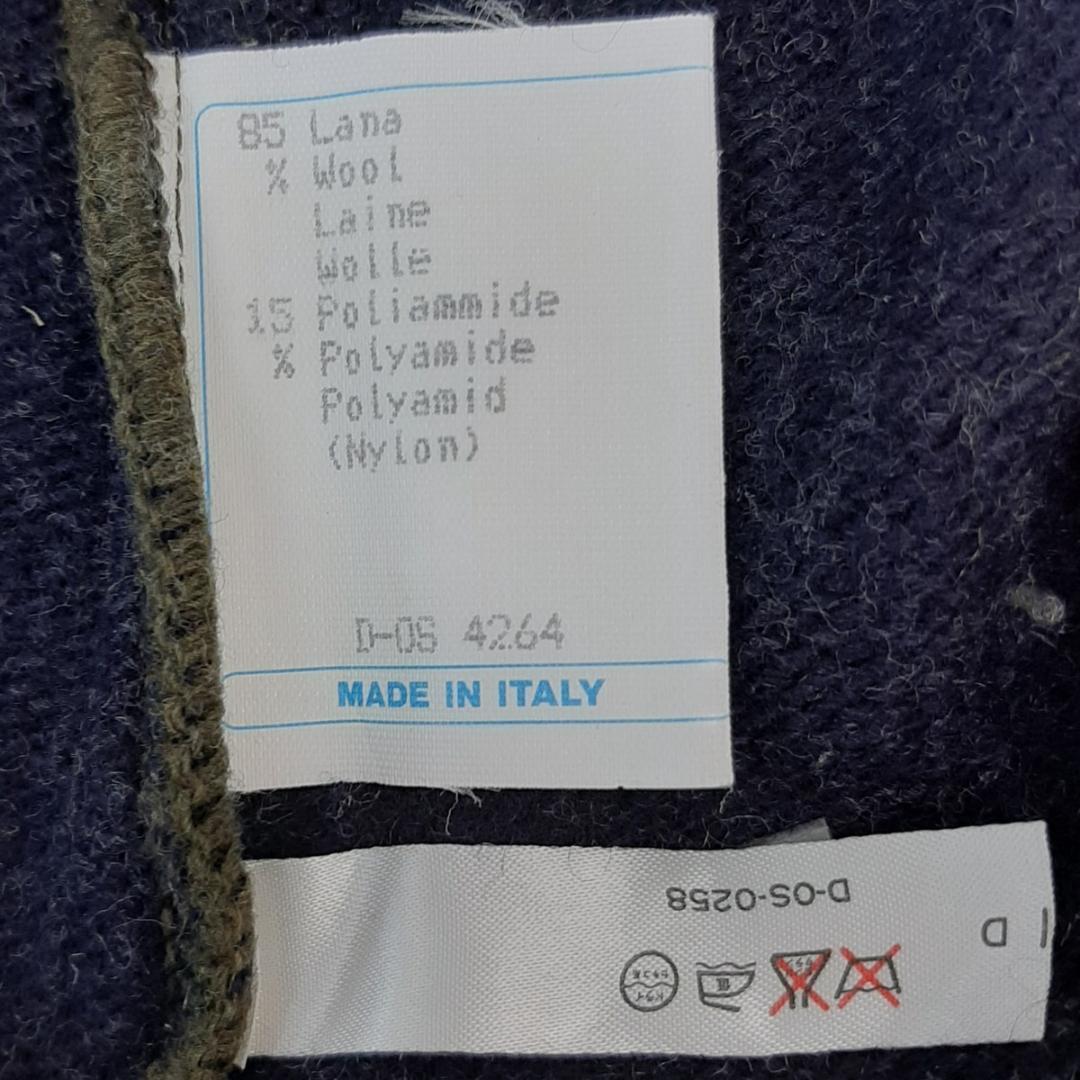 85 Lana
% Wool
Laine
Wolle
15 Poliammide
% Polyamide
Polyamid
(Nylon)
D-OS 4264
MADE IN ITALY
D-OS-0258
D